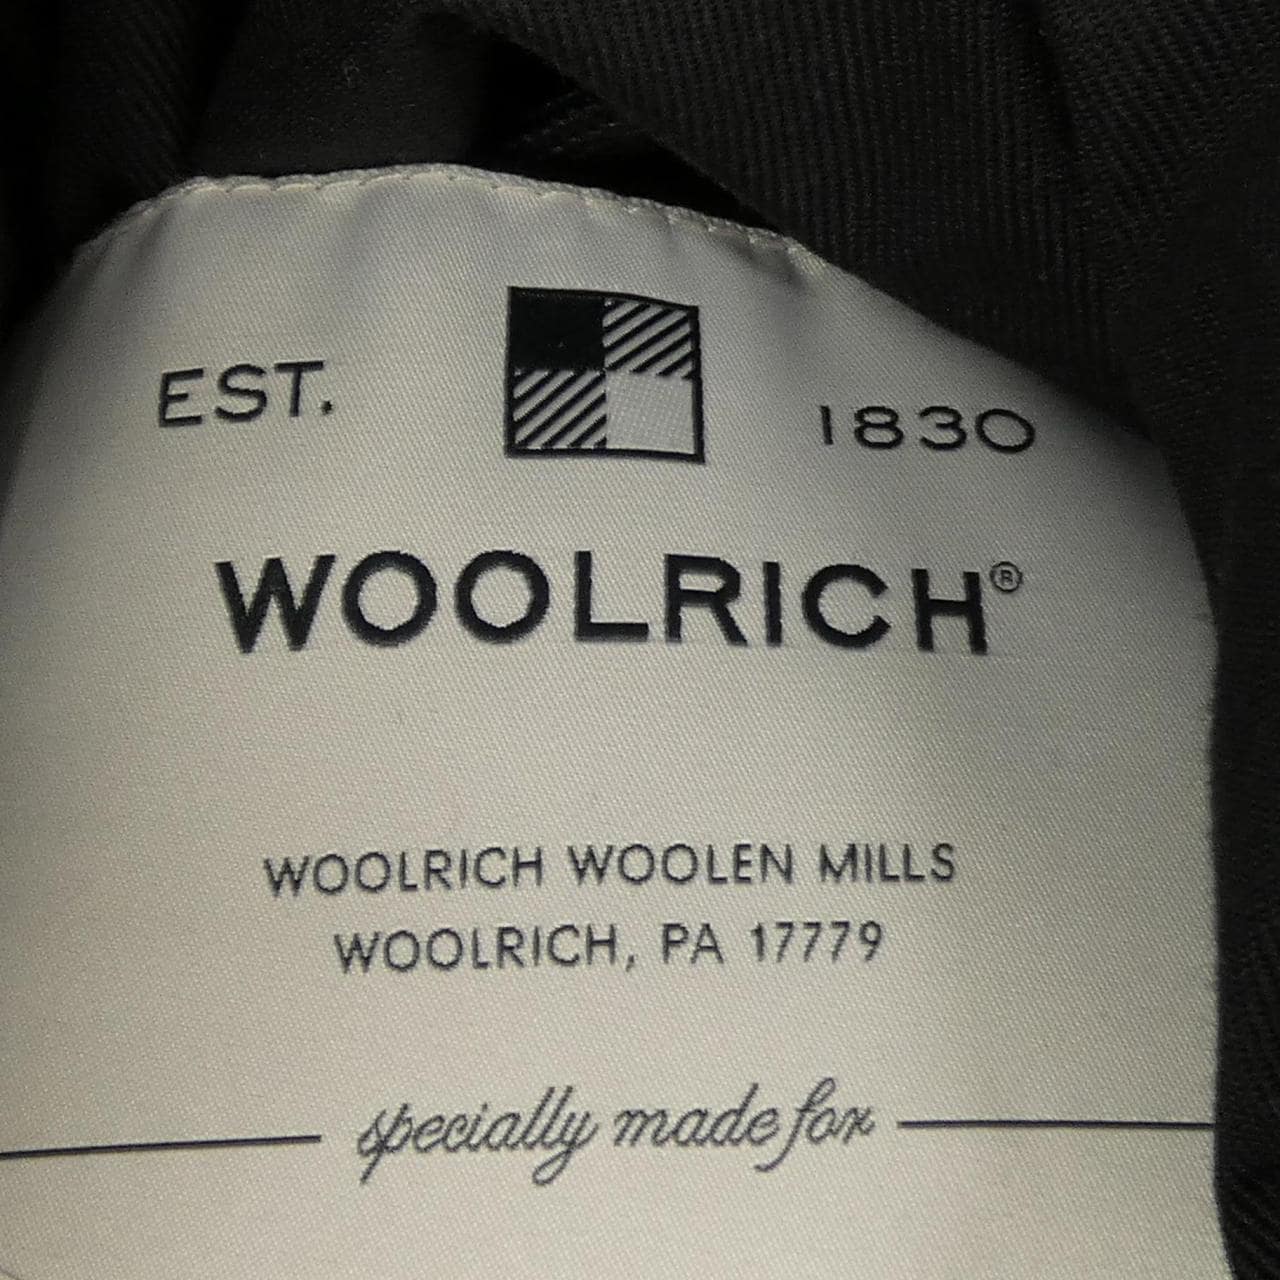 EST. 1830
WOOLRICH®
WOOLRICH WOOLEN MILLS
WOOLRICH, PA 17779
specially made for